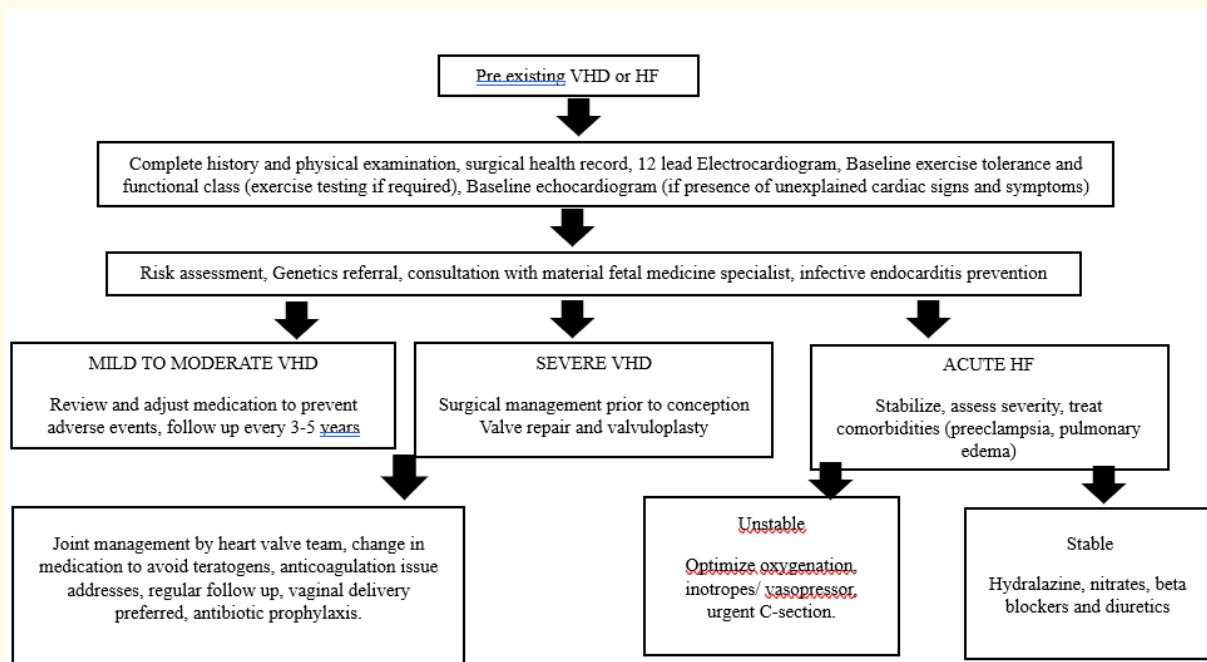 Pre existing VHD or HF
Complete history and physical examination, surgical health record, 12 lead Electrocardiogram, Baseline exercise tolerance and
functional class (exercise testing if required), Baseline echocardiogram (if presence of unexplained cardiac signs and symptoms)
Risk assessment, Genetics referral, consultation with material fetal medicine specialist, infective endocarditis prevention
MILD TO MODERATE VHD
Review and adjust medication to prevent
adverse events, follow up every 3-5 years
SEVERE VHD
Surgical management prior to conception
Valve repair and valvuloplasty
ACUTE HF
Stabilize, assess severity, treat
comorbidities (preeclampsia, pulmonary
edema)
Joint management by heart valve team, change in
medication to avoid teratogens, anticoagulation issue
addresses, regular follow up, vaginal delivery
preferred, antibiotic prophylaxis.
Unstable
Optimize oxygenation,
inotropes/ vasopressor,
urgent C-section.
Stable
Hydralazine, nitrates, beta
blockers and diuretics